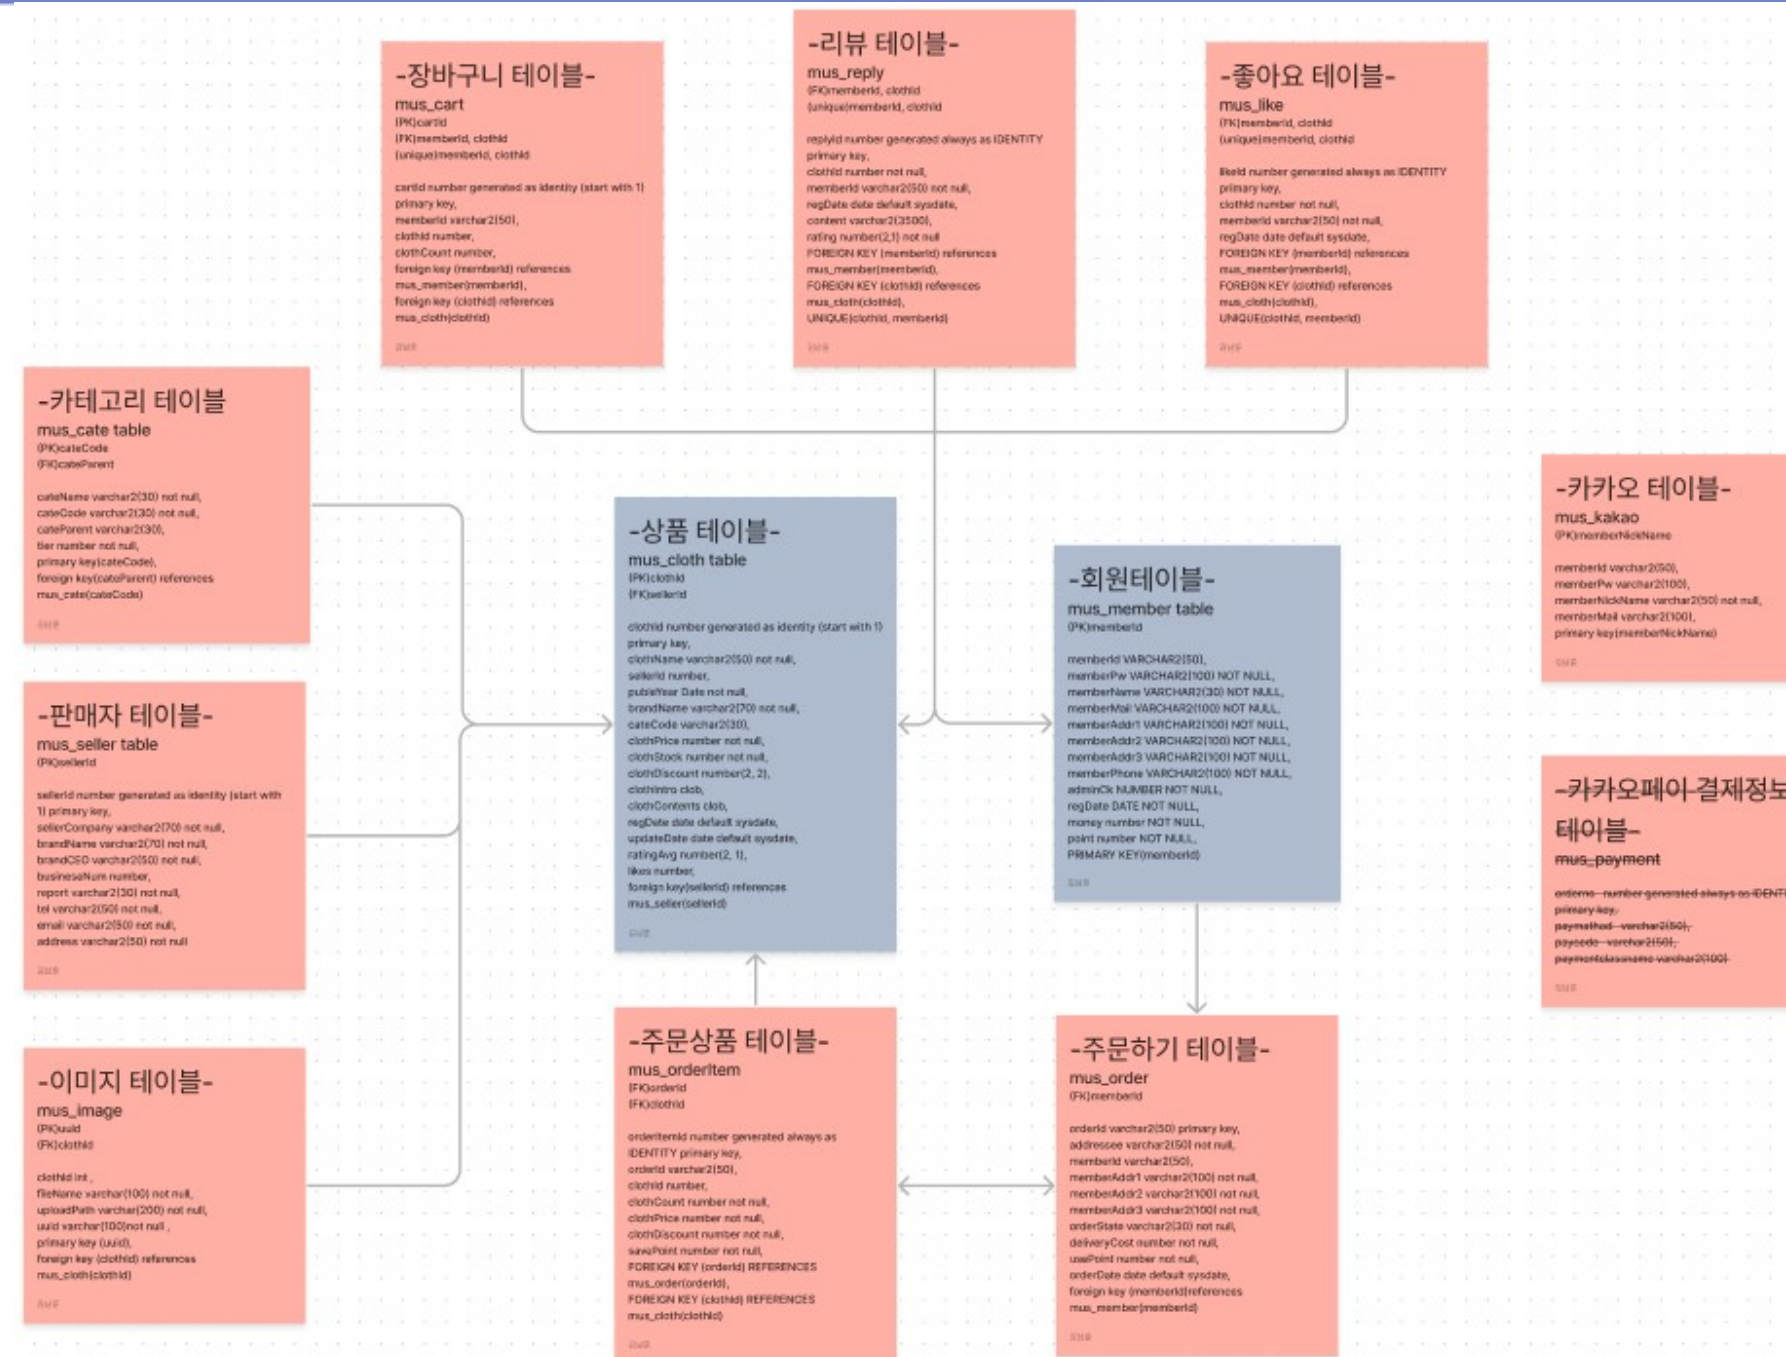 -장바구니 테이블-
mus_cart
(PK)cartId
(FK)memberId, clothId
(unique)memberId, clothId
cartId number generated as identity (start with 1)
primary key,
memberId varchar2(50),
clothId number,
clothCount number,
foreign key (memberId) references
mus_member(memberId),
foreign key (clothId) references
mus_cloth(clothId)
-리뷰 테이블-
mus_reply
(FK)memberId, clothId
(unique)memberId, clothId
replyId number generated always as IDENTITY
primary key,
clothId number not null,
memberId varchar2(50) not null,
regDate date default sysdate,
content varchar2(3500),
rating number(2,1) not null
FOREIGN KEY (memberId) references
mus_member(memberId),
FOREIGN KEY (clothId) references
mus_cloth(clothId),
UNIQUE(clothId, memberId)
-좋아요 테이블-
mus_like
(FK)memberId, clothId
(unique)memberId, clothId
likeId number generated always as IDENTITY
primary key,
clothId number not null,
memberId varchar2(50) not null,
regDate date default sysdate,
FOREIGN KEY (memberId) references
mus_member(memberId),
FOREIGN KEY (clothId) references
mus_cloth(clothId),
UNIQUE(clothId, memberId)
-카테고리 테이블
mus_cate table
(PK)cateCode
(FK)cateParent
cateName varchar2(30) not null,
cateCode varchar2(30) not null,
cateParent varchar2(30),
tier number not null,
primary key(cateCode),
foreign key(cateParent) references
mus_cate(cateCode)
-판매자 테이블-
mus_seller table
(PK)sellerId
sellerId number generated as identity (start with
1) primary key,
sellerCompany varchar2(70) not null,
brandName varchar2(70) not null,
brandCEO varchar2(50) not null,
businessNum number,
report varchar2(30) not null,
tel varchar2(50) not null,
email varchar2(50) not null,
address varchar2(50) not null
-이미지 테이블-
mus_image
(PK)uuid
(FK)clothId
clothId int ,
fileName varchar(100) not null,
uploadPath varchar(200) not null,
uuid varchar(100)not null ,
primary key (uuid),
foreign key (clothId) references
mus_cloth(clothId)
-상품 테이블-
mus_cloth table
(PK)clothId
(FK)sellerId
clothId number generated as identity (start with 1)
primary key,
clothName varchar2(50) not null,
sellerId number,
publeYear Date not null,
brandName varchar2(70) not null,
cateCode varchar2(30),
clothPrice number not null,
clothStock number not null,
clothDiscount number(2, 2),
clothIntro clob,
clothContents clob,
regDate date default sysdate,
updateDate date default sysdate,
ratingAvg number(2, 1),
likes number,
foreign key(sellerId) references
mus_seller(sellerId)
-회원테이블-
mus_member table
(PK)memberId
memberId VARCHAR2(50),
memberPw VARCHAR2(100) NOT NULL,
memberName VARCHAR2(30) NOT NULL,
memberMail VARCHAR2(100) NOT NULL,
memberAddr1 VARCHAR2(100) NOT NULL,
memberAddr2 VARCHAR2(100) NOT NULL,
memberAddr3 VARCHAR2(100) NOT NULL,
memberPhone VARCHAR2(100) NOT NULL,
adminCk NUMBER NOT NULL,
regDate DATE NOT NULL,
money number NOT NULL,
point number NOT NULL,
PRIMARY KEY(memberId)
-주문상품 테이블-
mus_orderItem
(FK)orderId
(FK)clothId
orderItemId number generated always as
IDENTITY primary key,
orderId varchar2(50),
clothId number,
clothCount number not null,
clothPrice number not null,
clothDiscount number not null,
savePoint number not null,
FOREIGN KEY (orderId) REFERENCES
mus_order(orderId),
FOREIGN KEY (clothId) REFERENCES
mus_cloth(clothId)
-주문하기 테이블-
mus_order
(FK)memberId
orderId varchar2(50) primary key,
addressee varchar2(50) not null,
memberId varchar2(50),
memberAddr1 varchar2(100) not null,
memberAddr2 varchar2(100) not null,
memberAddr3 varchar2(100) not null,
orderState varchar2(30) not null,
deliveryCost number not null,
usePoint number not null,
orderDate date default sysdate,
foreign key (memberId)references
mus_member(memberId)
-카카오 테이블-
mus_kakao
(PK)memberNickName
memberId varchar2(50),
memberPw varchar2(100),
memberNickName varchar2(50) not null,
memberMail varchar2(100),
primary key(memberNickName)
-카카오페이 결제정보
테이블-
mus_payment
orderno number generated always as IDENTI
primary key,
paymathad varchar2(50),
paycode varchar2(50),
paymentclassname varchar2(100)